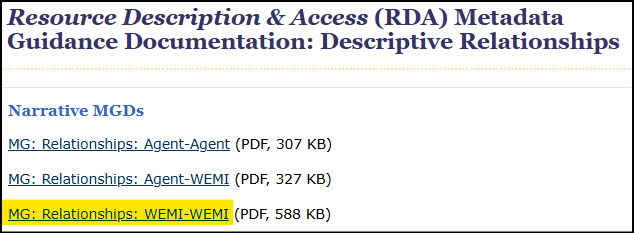 Resource Description & Access (RDA) Metadata
Guidance Documentation: Descriptive Relationships
Narrative MGDs
MG: Relationships: Agent-Agent (PDF, 307 KB)
MG: Relationships: Agent-WEMI (PDF, 327 KB)
MG: Relationships: WEMI-WEMI (PDF, 588 KB)